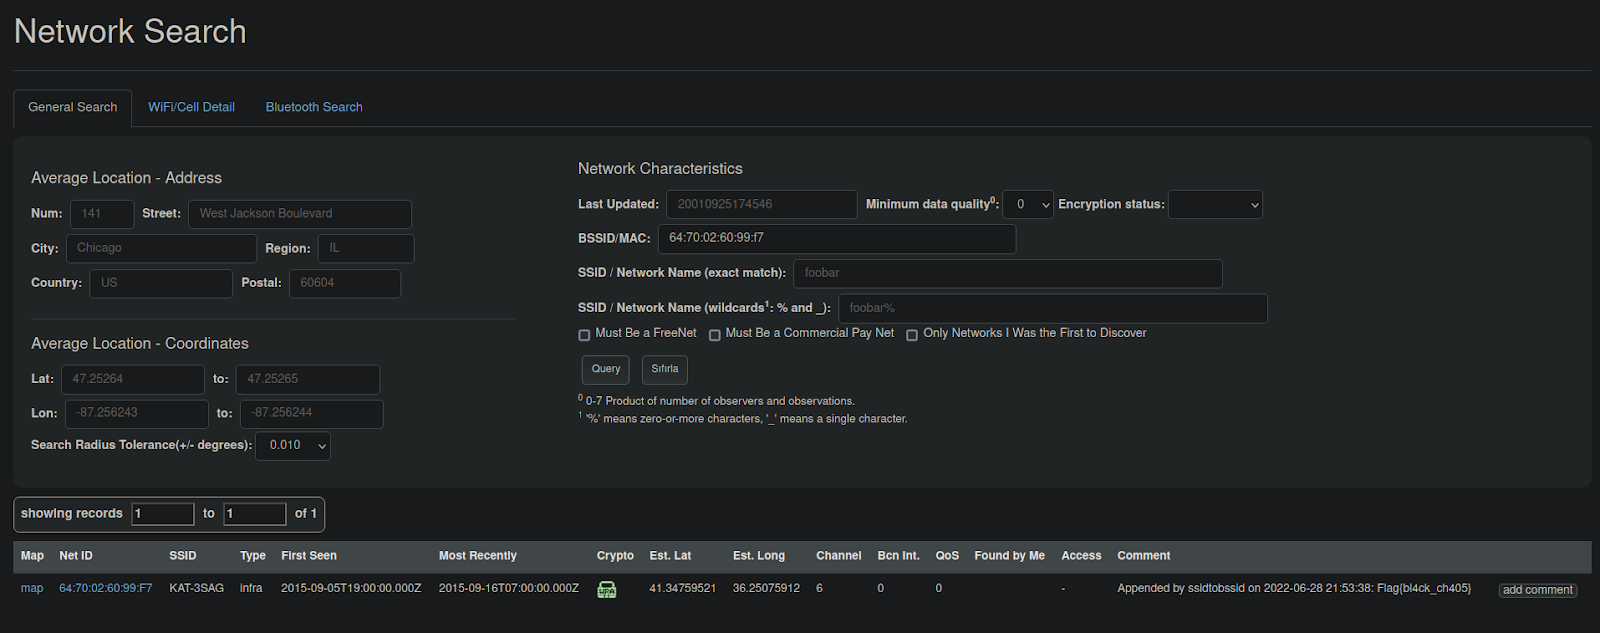 Network Search
General Search WiFi/Cell Detail Bluetooth Search
Average Location - Address
Num: 141 Street: West Jackson Boulevard
City: Chicago Region: IL
Country: US Postal: 60604
Average Location - Coordinates
Lat: 47.25264 to: 47.25265
Lon: -87.256243 to: -87.256244
Search Radius Tolerance(+/- degrees): 0.010
Network Characteristics
Last Updated: 20010925174546 Minimum data quality0: 0 Encryption status:
BSSID/MAC: 64:70:02:60:99:f7
SSID / Network Name (exact match): foobar
SSID / Network Name (wildcards1: % and _): foobar%
Must Be a FreeNet Must Be a Commercial Pay Net Only Networks I Was the First to Discover
Query Sıfırla
0 0-7 Product of number of observers and observations.
1 '%' means zero-or-more characters, '_' means a single character.
showing records 1 to 1 of 1
Map Net ID SSID Type First Seen Most Recently Crypto Est. Lat Est. Long Channel Bcn Int. QoS Found by Me Access Comment
map 64:70:02:60:99:F7 KAT-3SAG infra 2015-09-05T19:00:00.000Z 2015-09-16T07:00:00.000Z WPA 41.34759521 36.25075912 6 0 0 - Appended by ssidtobssid on 2022-06-28 21:53:38: Flag{bl4ck_ch405} add comment